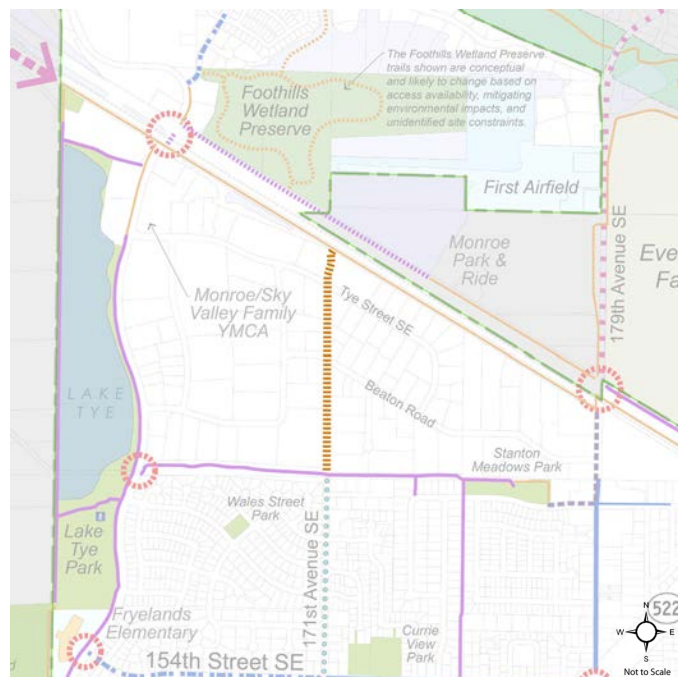 The Foothills Wetland Preserve
trails shown are conceptual
and likely to change based on
access availability, mitigating
environmental impacts, and
unidentified site constraints.
Foothills
Wetland
Preserve
First Airfield
179th Avenue SE
Monroe
Park &
Ride
Eve
Fa
Monroe/Sky
Valley Family
YMCA
Tye Street SE
LAKE
TYE
Beaton Road
Stanton
Meadows Park
Wales Street
Park
171st Avenue SE
Lake
Tye
Park
Fryelands
Elementary
154th Street SE
Currie
View
Park
N
W
E
S
522
Not to Scale
d